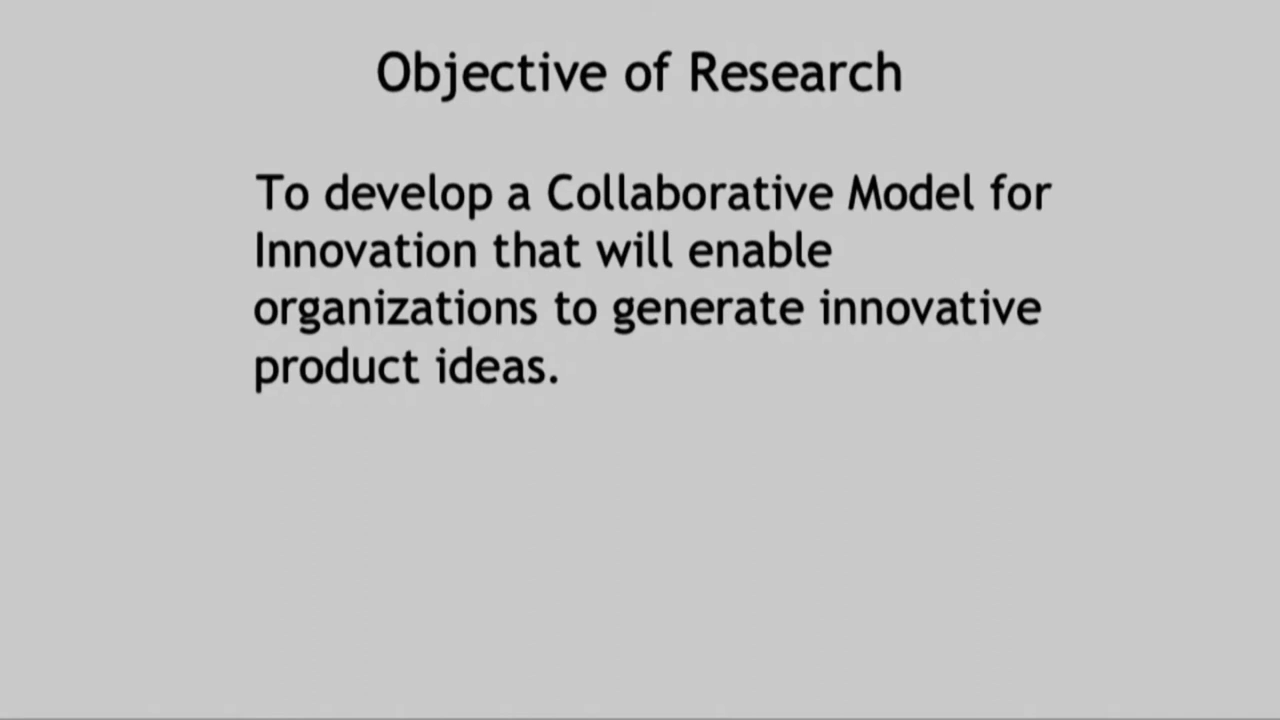 Objective of Research
To develop a Collaborative Model for
Innovation that will enable
organizations to generate innovative
product ideas.